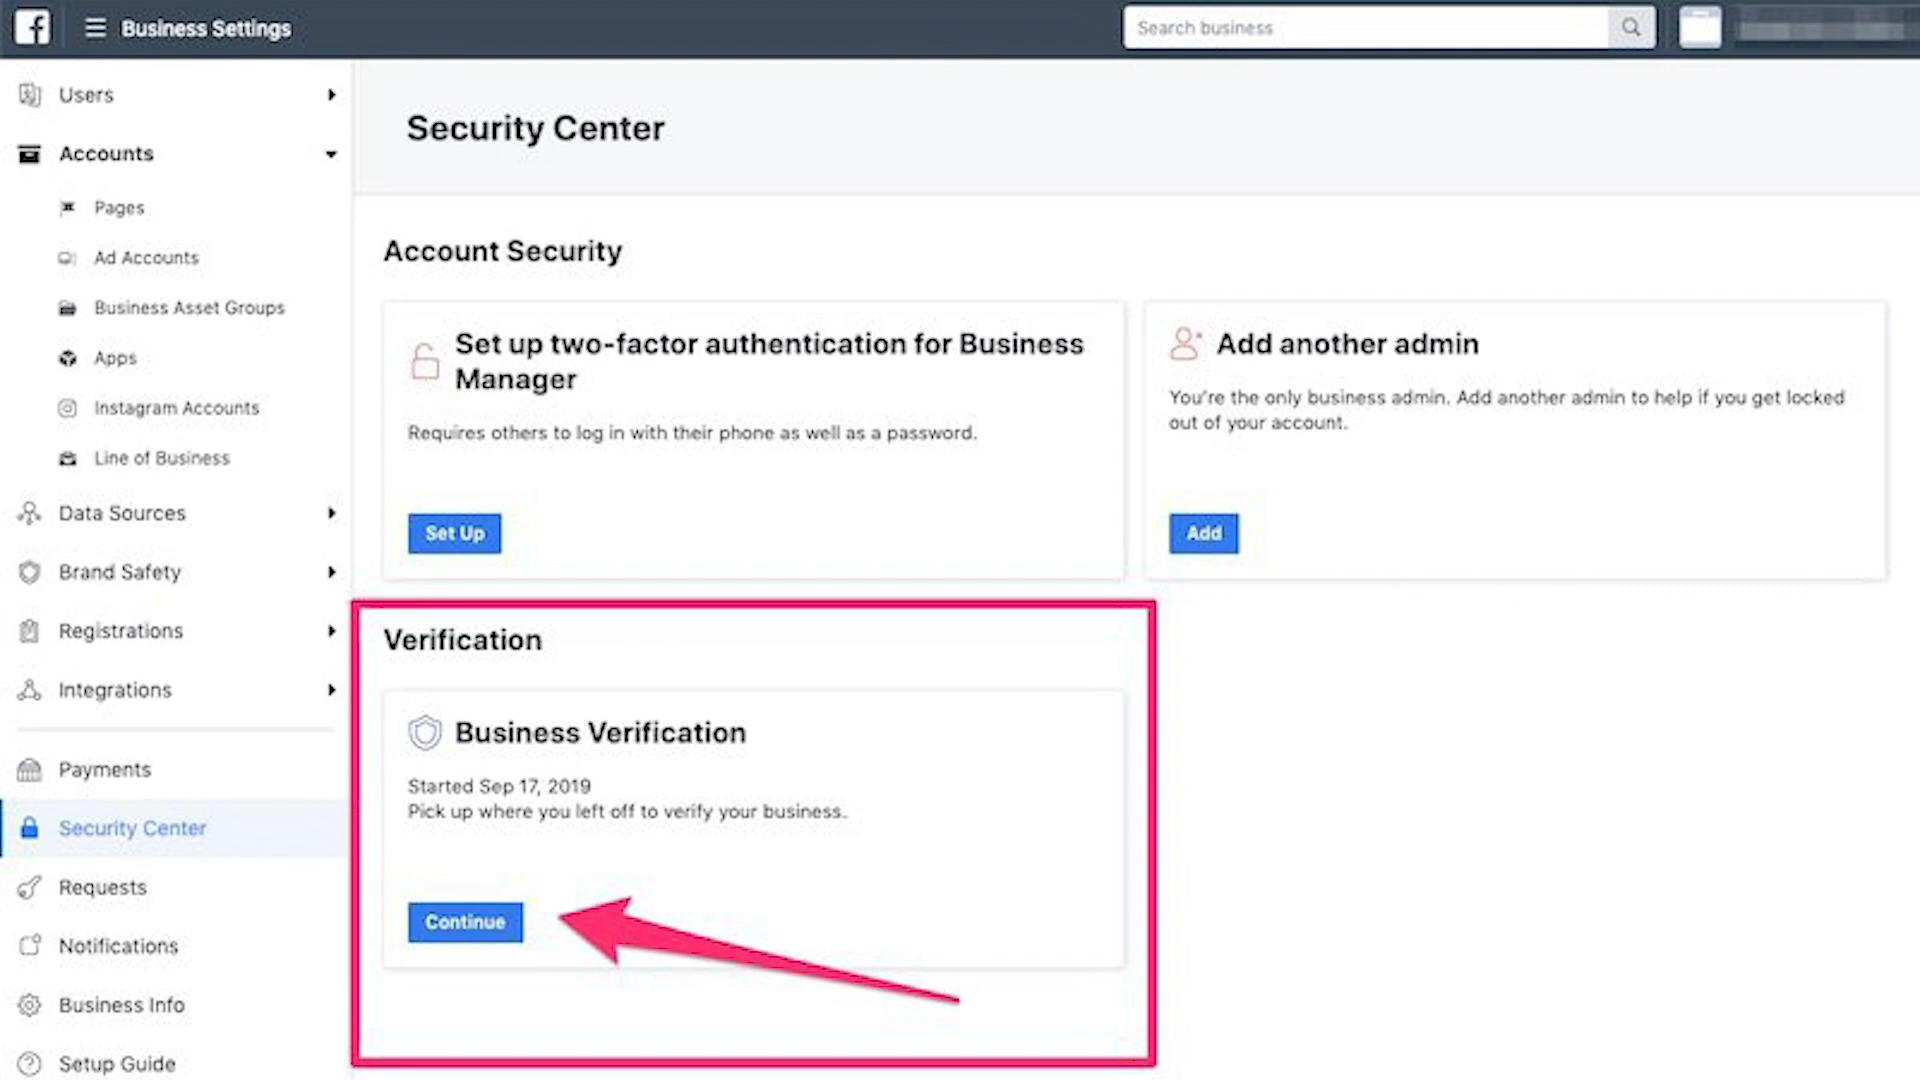 Business Settings
Search business
Users
Accounts
Pages
Ad Accounts
Business Asset Groups
Apps
Instagram Accounts
Line of Business
Data Sources
Brand Safety
Registrations
Integrations
Payments
Security Center
Requests
Notifications
Business Info
Setup Guide
Security Center
Account Security
Set up two-factor authentication for Business
Manager
Requires others to log in with their phone as well as a password.
Set Up
Add another admin
You're the only business admin. Add another admin to help if you get locked
out of your account.
Add
Verification
Business Verification
Started Sep 17, 2019
Pick up where you left off to verify your business.
Continue